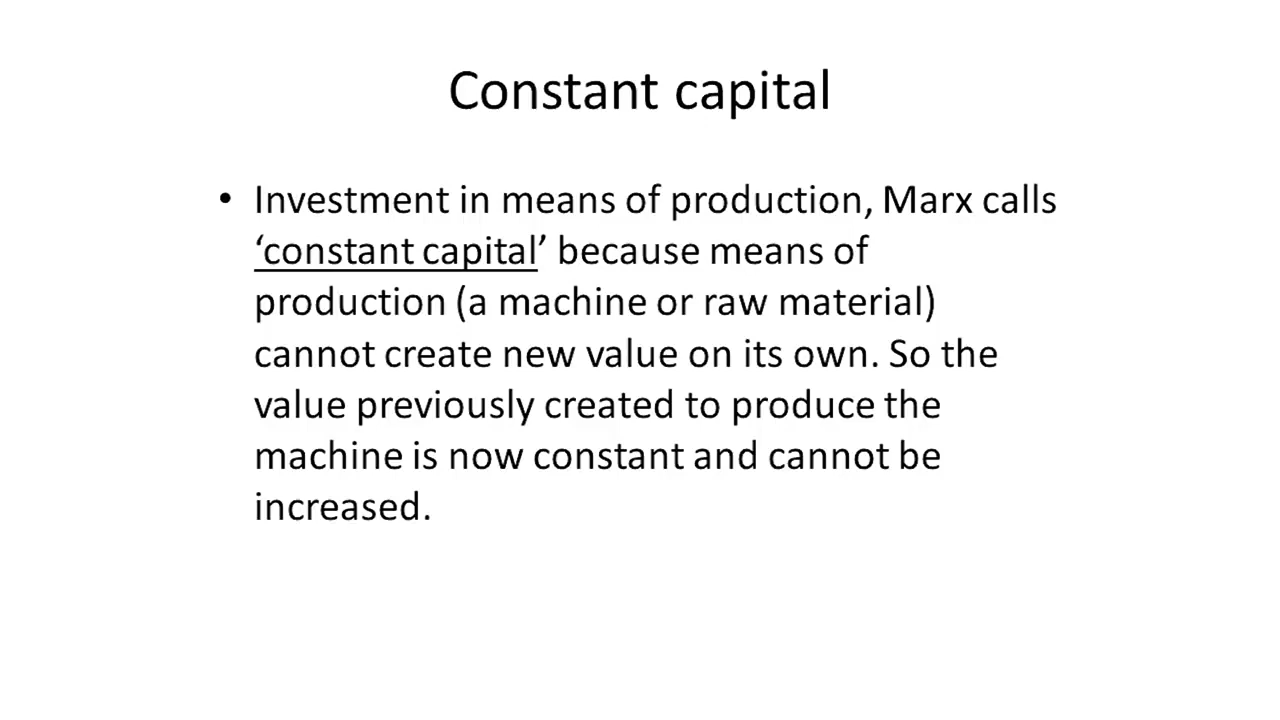 Constant capital
• Investment in means of production, Marx calls
‘constant capital’ because means of
production (a machine or raw material)
cannot create new value on its own. So the
value previously created to produce the
machine is now constant and cannot be
increased.